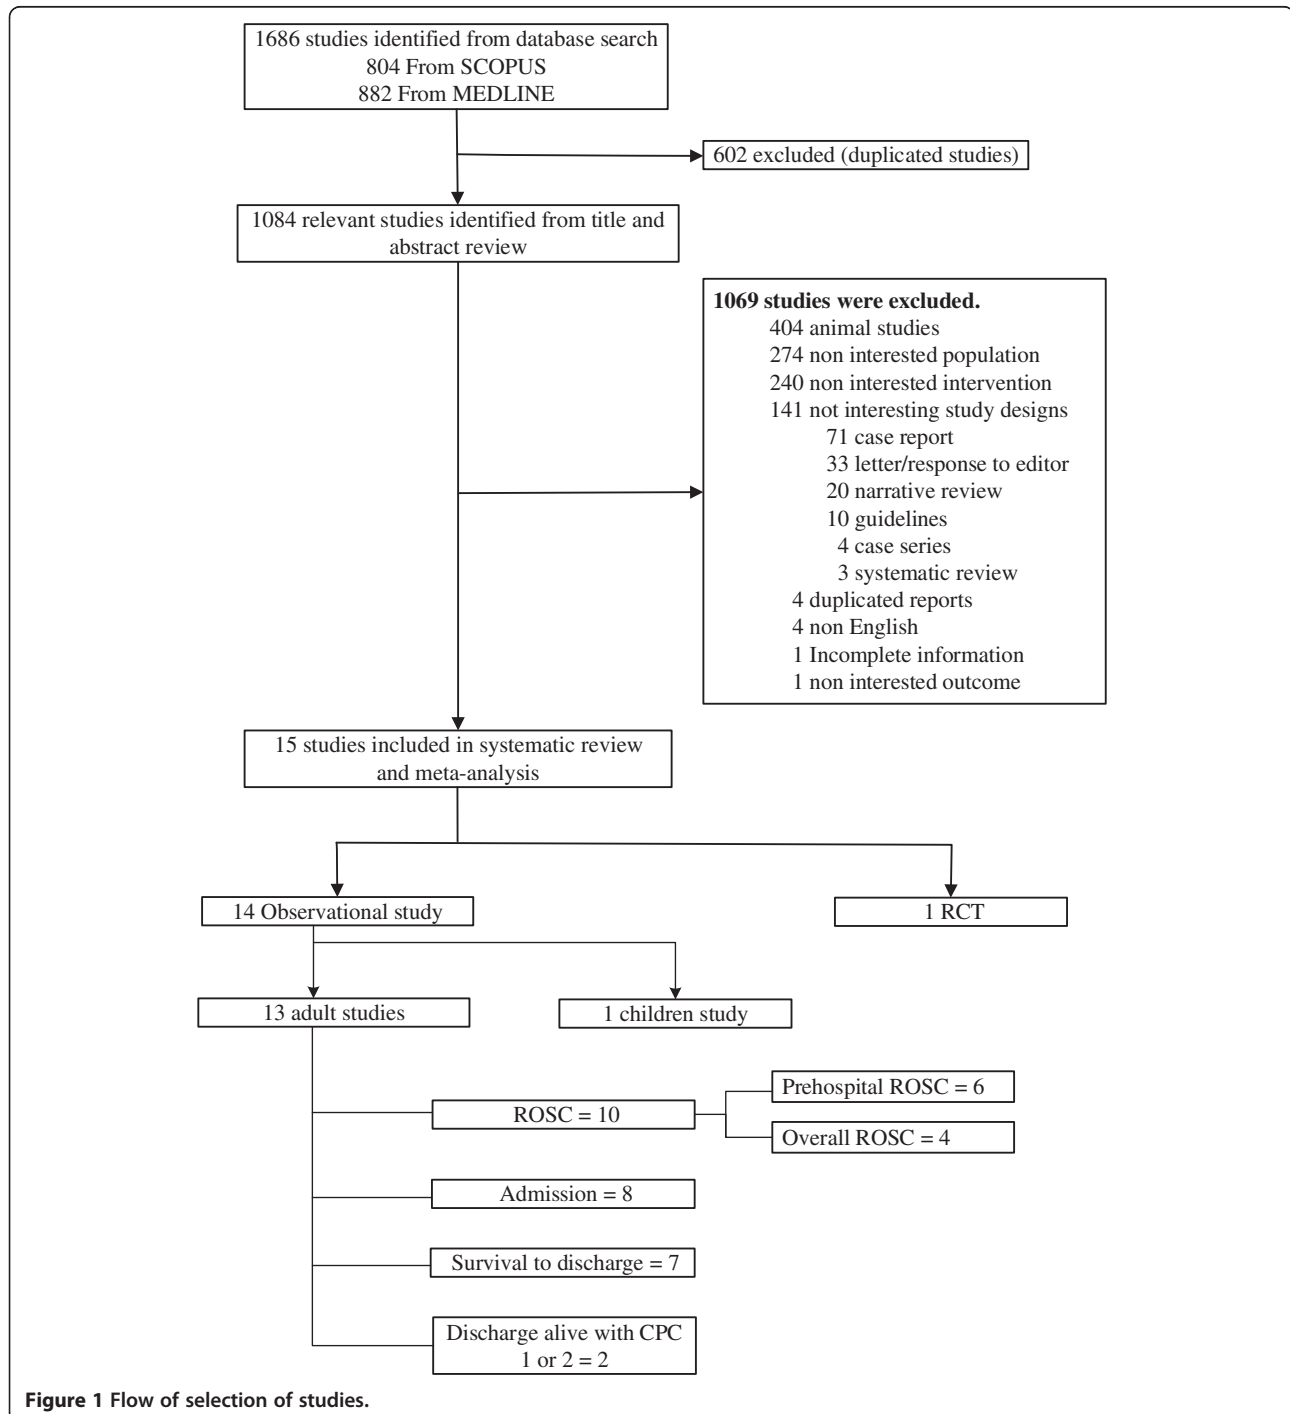 1686 studies identified from database search
804 From SCOPUS
882 From MEDLINE
602 excluded (duplicated studies)
1084 relevant studies identified from title and
abstract review
1069 studies were excluded.
404 animal studies
274 non interested population
240 non interested intervention
141 not interesting study designs
71 case report
33 letter/response to editor
20 narrative review
10 guidelines
4 case series
3 systematic review
4 duplicated reports
4 non English
1 Incomplete information
1 non interested outcome
15 studies included in systematic review
and meta-analysis
14 Observational study
1 RCT
13 adult studies
1 children study
ROSC = 10
Prehospital ROSC = 6
Overall ROSC = 4
Admission = 8
Survival to discharge = 7
Discharge alive with CPC
1 or 2 = 2
Figure 1 Flow of selection of studies.